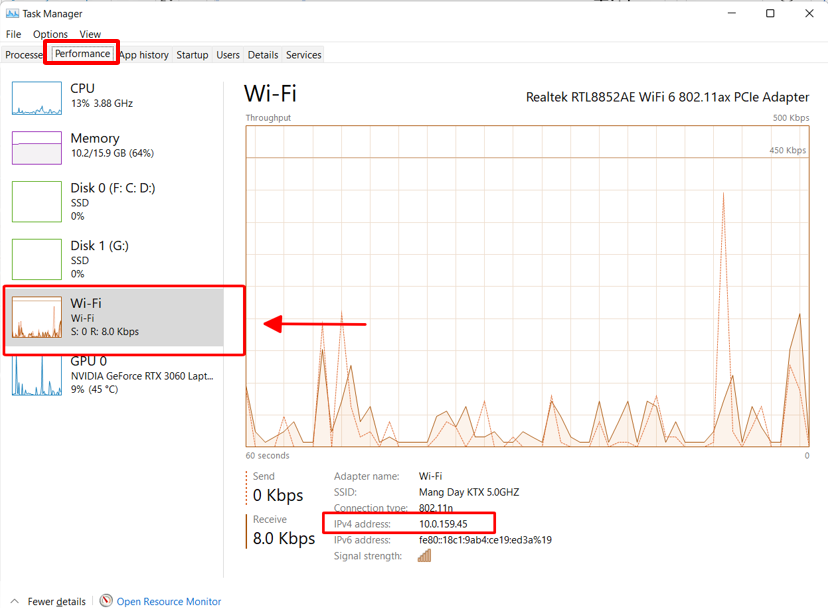 Task Manager
File Options View
Processe Performance App history Startup Users Details Services
CPU
13% 3.88 GHz
Memory
10.2/15.9 GB (64%)
Disk 0 (F: C: D:)
SSD
0%
Disk 1 (G:)
SSD
0%
Wi-Fi
Wi-Fi
S: 0 R: 8.0 Kbps
GPU 0
NVIDIA GeForce RTX 3060 Lapt...
9% (45 °C)
Wi-Fi
Realtek RTL8852AE WiFi 6 802.11ax PCIe Adapter
Throughput 500 Kbps
450 Kbps
60 seconds 0
Send
0 Kbps
Receive
8.0 Kbps
Adapter name: Wi-Fi
SSID: Mang Day KTX 5.0GHZ
Connection type: 802.11n
IPv4 address: 10.0.159.45
IPv6 address: fe80::18c1:9ab4:ce19:ed3a%19
Signal strength:
Fewer details Open Resource Monitor